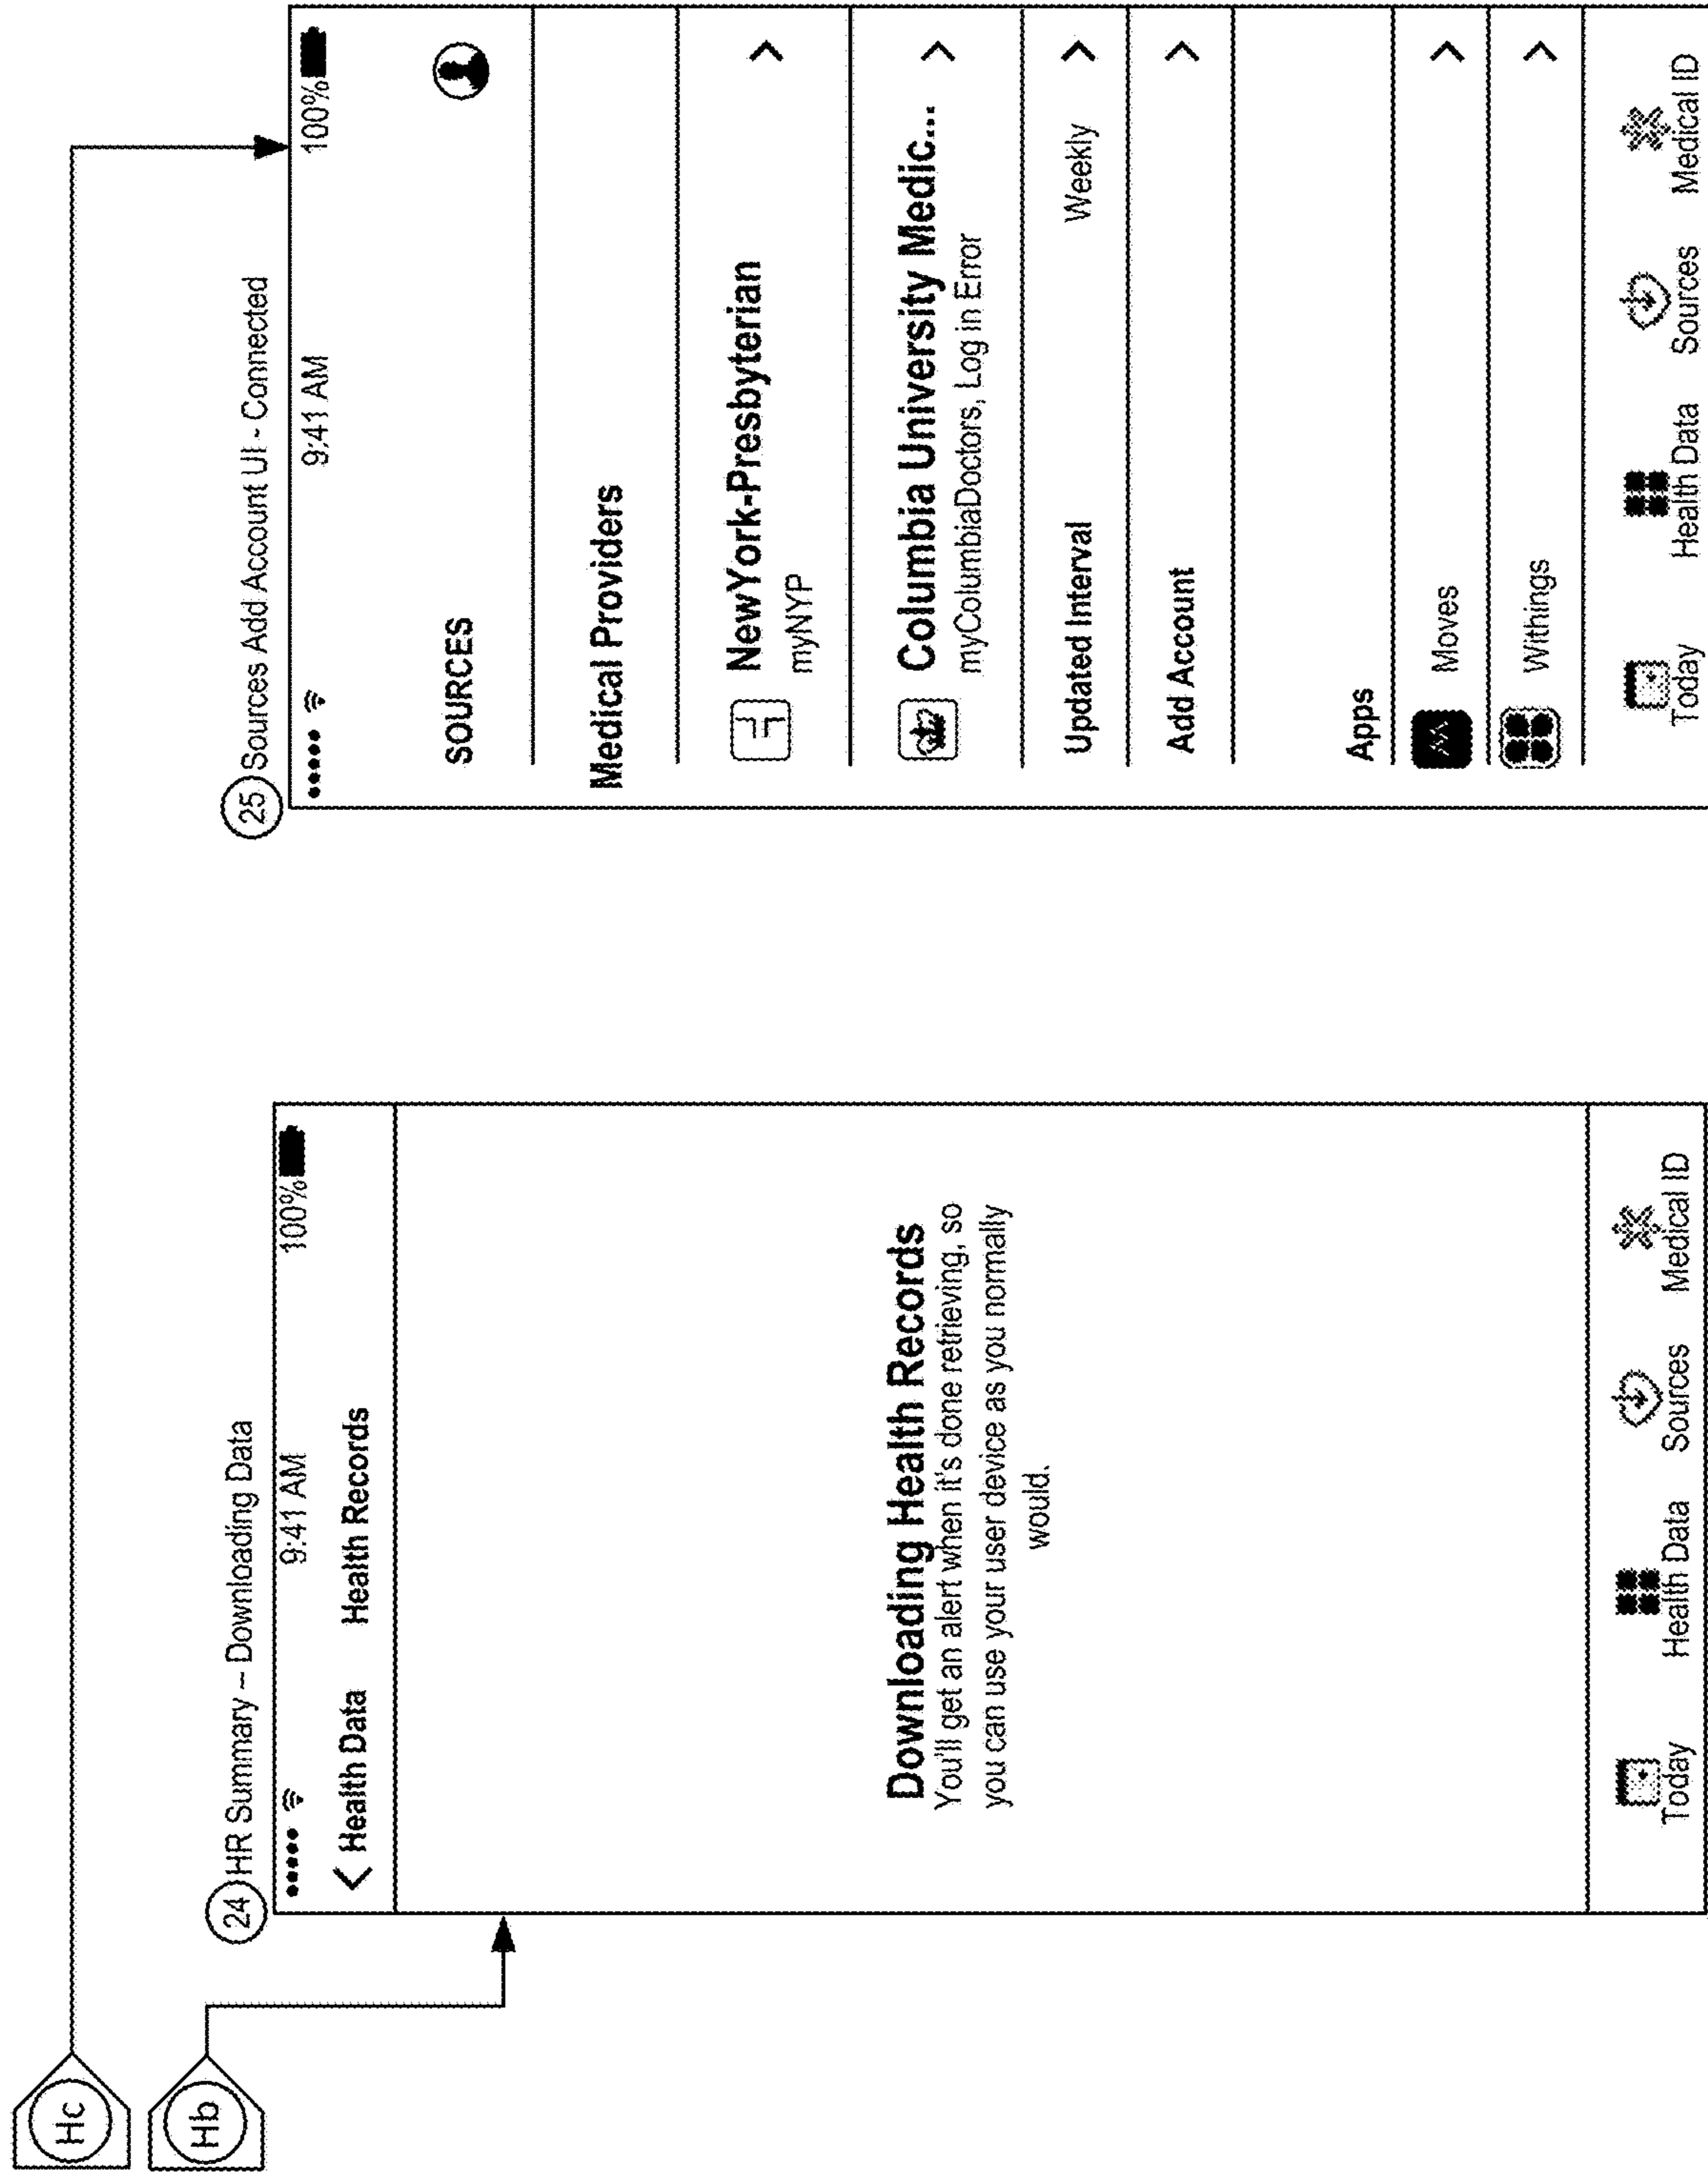 Hc
Hb
24 HR Summary – Downloading Data
9:41 AM 100%
< Health Data Health Records
Downloading Health Records
You'll get an alert when it's done retrieving, so
you can use your user device as you normally
would.
Today Health Data Sources Medical ID
25 Sources Add Account UI - Connected
9:41 AM 100%
SOURCES
Medical Providers
NewYork-Presbyterian >
myNYP
Columbia University Medic... >
myColumbiaDoctors, Log in Error
Updated Interval Weekly >
Add Account >
Apps
Moves >
Withings >
Today Health Data Sources Medical ID